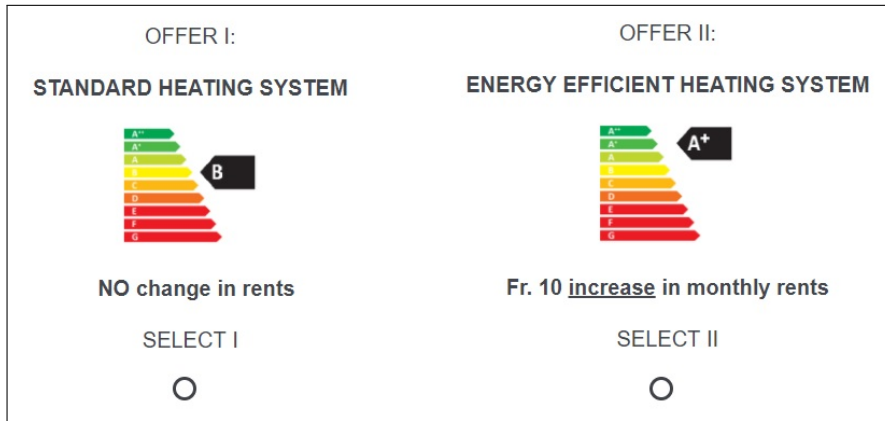 OFFER I:
STANDARD HEATING SYSTEM
A++
A+
A
B
B
C
D
E
F
G
NO change in rents
SELECT I
OFFER II:
ENERGY EFFICIENT HEATING SYSTEM
A++
A+
A+
A
B
C
D
E
F
G
Fr. 10 increase in monthly rents
SELECT II